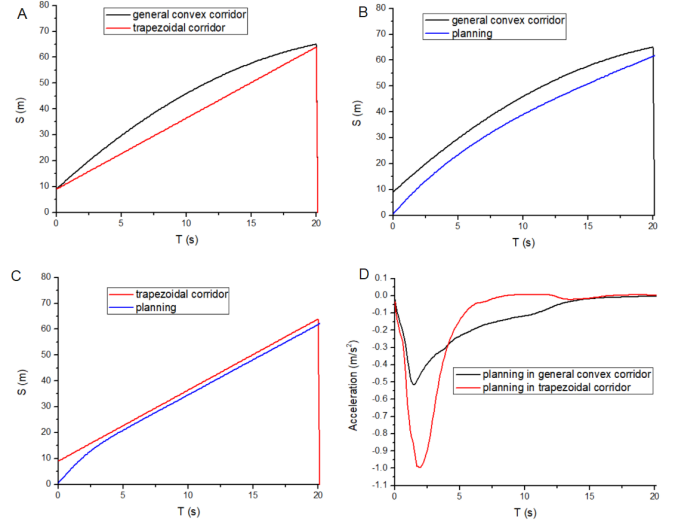 A
general convex corridor
trapezoidal corridor
80
70
60
50
40
30
20
10
0
S (m)
0 5 10 15 20
T (s)
B
general convex corridor
planning
80
70
60
50
40
30
20
10
0
S (m)
0 5 10 15 20
T (s)
C
trapezoidal corridor
planning
80
70
60
50
40
30
20
10
0
S (m)
0 5 10 15 20
T (s)
D
0.1
0.0
-0.1
-0.2
-0.3
-0.4
-0.5
-0.6
-0.7
-0.8
-0.9
-1.0
-1.1
Acceleration (m/s²)
planning in general convex corridor
planning in trapezoidal corridor
0 5 10 15 20
T (s)